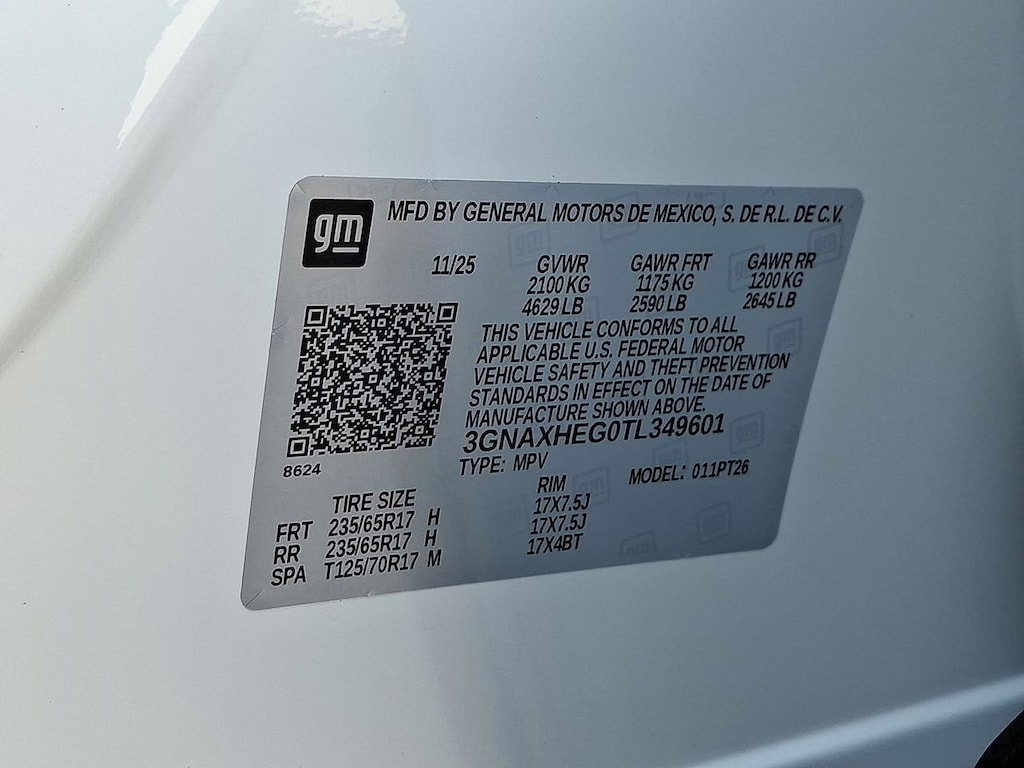 gm MFD BY GENERAL MOTORS DE MEXICO, S. DE R.L. DE C.V.
11/25 GVWR GAWR FRT GAWR RR
2100 KG 1175 KG 1200 KG
4629 LB 2590 LB 2645 LB
THIS VEHICLE CONFORMS TO ALL
APPLICABLE U.S. FEDERAL MOTOR
VEHICLE SAFETY AND THEFT PREVENTION
STANDARDS IN EFFECT ON THE DATE OF
MANUFACTURE SHOWN ABOVE.
3GNAXHEG0TL349601
8624 TYPE: MPV MODEL: 011PT26
TIRE SIZE RIM
FRT 235/65R17 H 17X7.5J
RR 235/65R17 H 17X7.5J
SPA T125/70R17 M 17X4BT